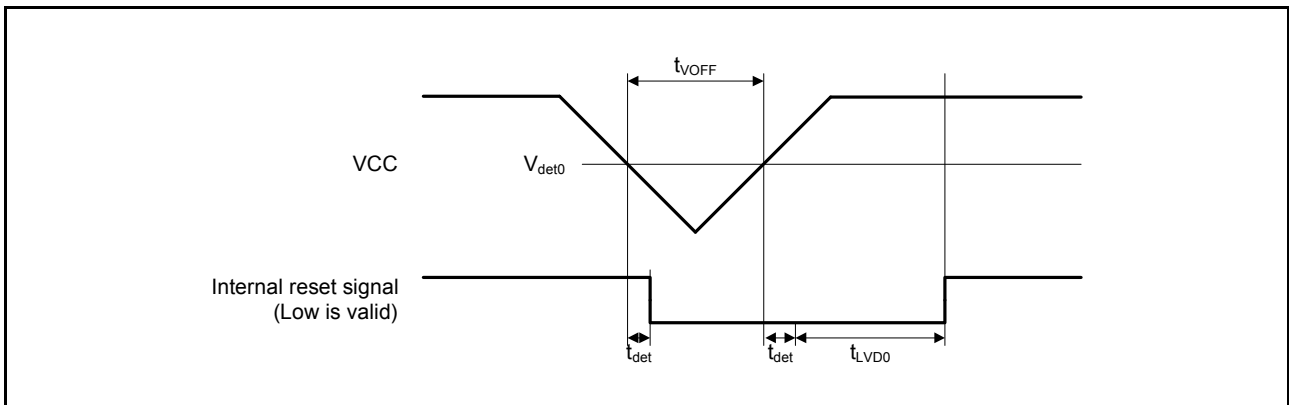 tVOFF
VCC
Vdet0
Internal reset signal
(Low is valid)
tdet
tdet
tLVD0